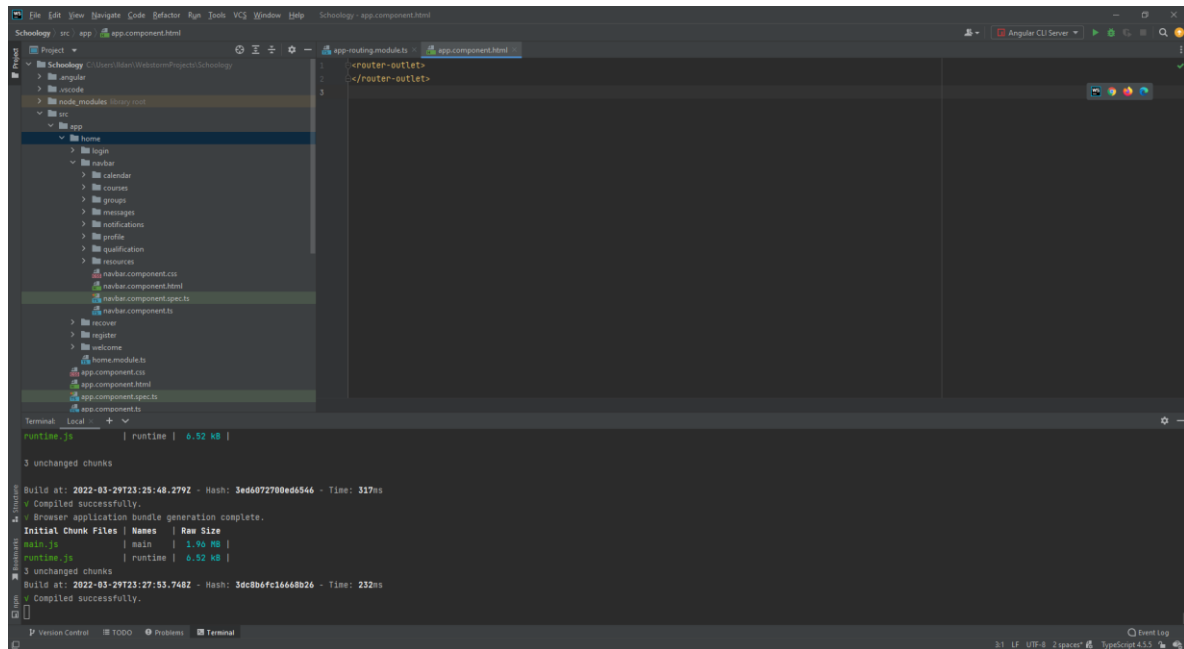 File Edit View Navigate Code Refactor Run Tools VCS Window Help Schoology - app.component.html
Schoology src app app.component.html
Angular CLI Server
Project
app-routing.module.ts app.component.html
Project
Schoology C:\Users\Adan\WebstormProjects\Schoology
.angular
.vscode
node_modules library root
src
app
home
login
navbar
calendar
courses
groups
messages
notifications
profile
qualification
resources
navbar.component.css
navbar.component.html
navbar.component.spec.ts
navbar.component.ts
recover
register
welcome
home.module.ts
app.component.css
app.component.html
app.component.spec.ts
app.component.ts
1 <router-outlet>
2 </router-outlet>
3
Terminal: Local
runtime.js | runtime | 6.52 kB |
3 unchanged chunks
Build at: 2022-03-29T23:25:48.279Z - Hash: 3ed6072700ed6546 - Time: 317ms
√ Compiled successfully.
√ Browser application bundle generation complete.
Initial Chunk Files | Names | Raw Size
main.js | main | 1.96 MB |
runtime.js | runtime | 6.52 kB |
3 unchanged chunks
Build at: 2022-03-29T23:27:53.748Z - Hash: 3dc8b6fc16668b26 - Time: 232ms
√ Compiled successfully.
Structure
Bookmarks
npm
Version Control TODO Problems Terminal
Event Log
3:1 LF UTF-8 2 spaces* TypeScript 4.5.5